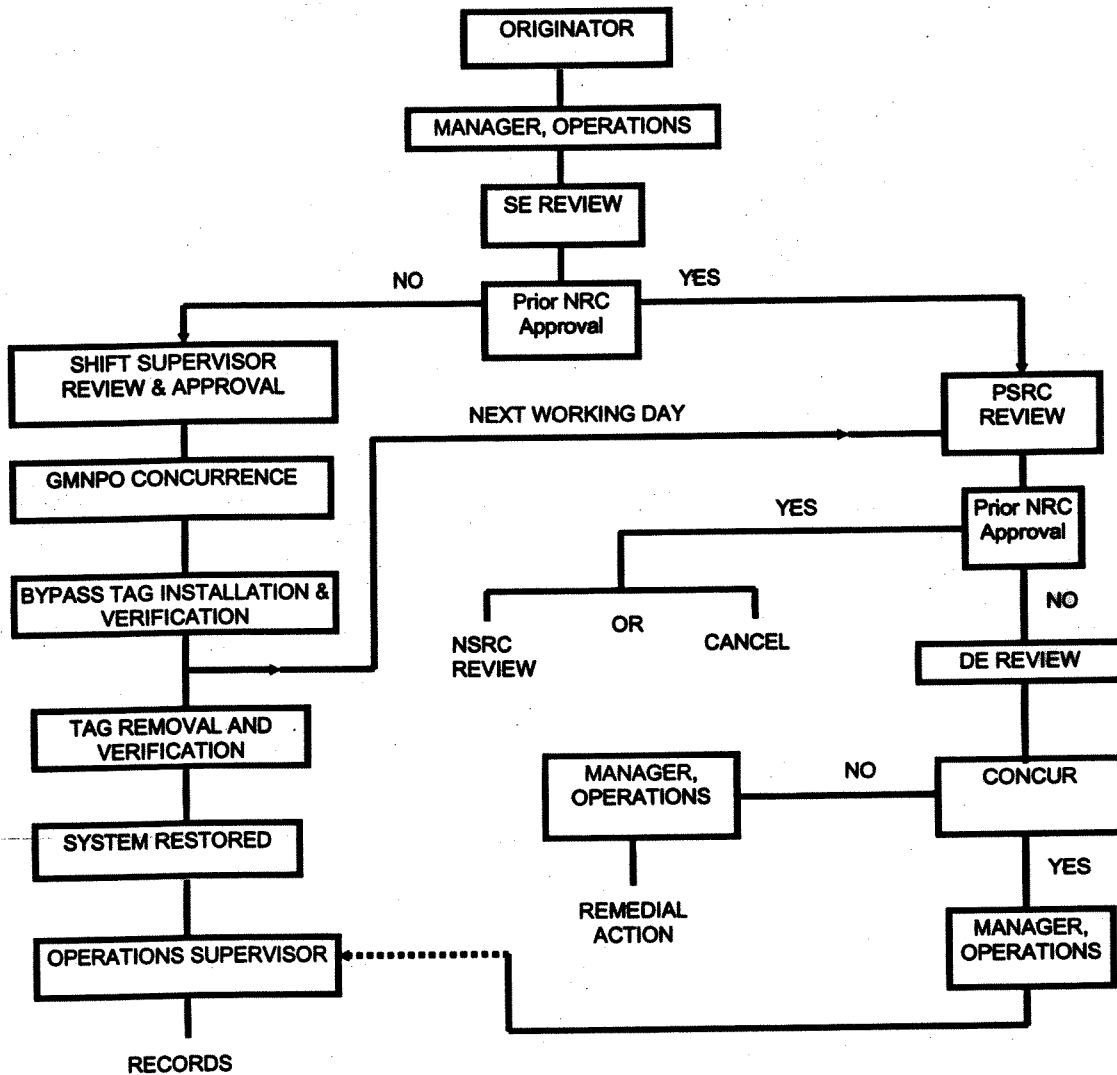 ORIGINATOR
MANAGER, OPERATIONS
SE REVIEW
NO
YES
Prior NRC
Approval
SHIFT SUPERVISOR
REVIEW & APPROVAL
PSRC
REVIEW
NEXT WORKING DAY
GMNPO CONCURRENCE
YES
Prior NRC
Approval
BYPASS TAG INSTALLATION &
VERIFICATION
NO
OR
NSRC
REVIEW
CANCEL
DE REVIEW
TAG REMOVAL AND
VERIFICATION
MANAGER,
OPERATIONS
NO
CONCUR
SYSTEM RESTORED
YES
REMEDIAL
ACTION
MANAGER,
OPERATIONS
OPERATIONS SUPERVISOR
RECORDS